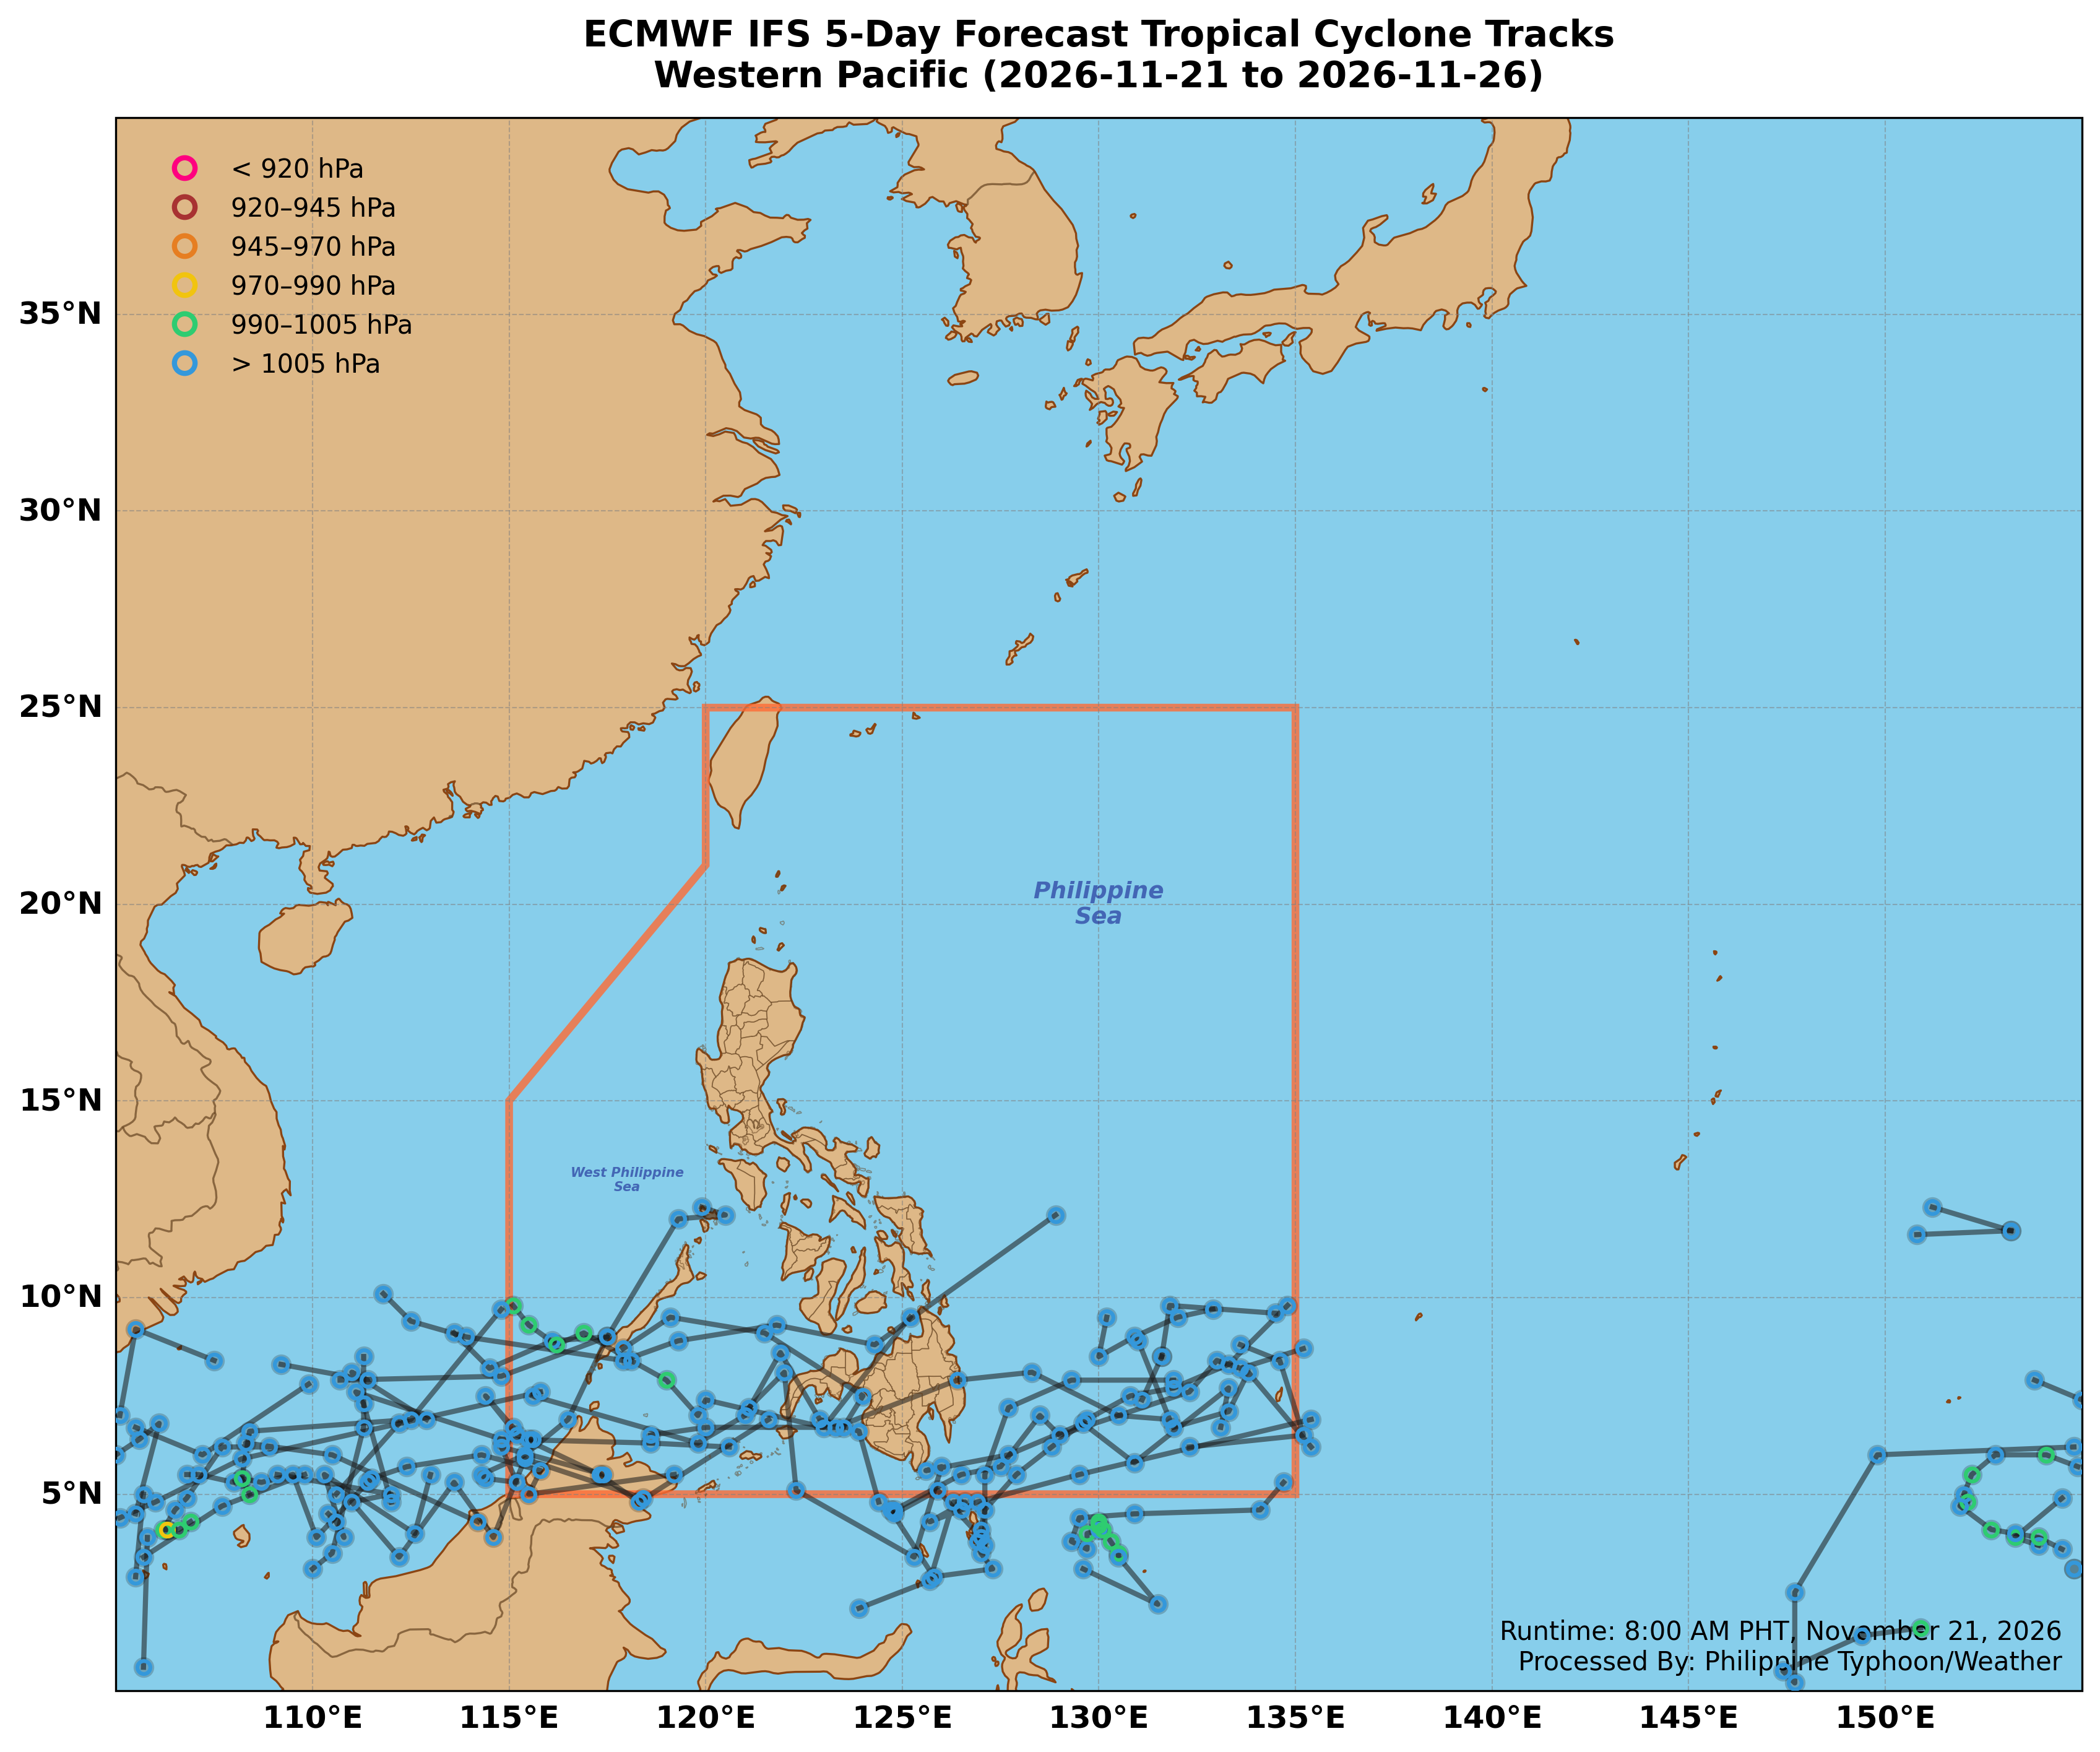 ECMWF IFS 5-Day Forecast Tropical Cyclone Tracks
Western Pacific (2026-11-21 to 2026-11-26)
< 920 hPa
920–945 hPa
945–970 hPa
970–990 hPa
990–1005 hPa
> 1005 hPa
35°N
30°N
25°N
20°N
15°N
10°N
5°N
Philippine
Sea
West Philippine
Sea
Runtime: 8:00 AM PHT, November 21, 2026
Processed By: Philippine Typhoon/Weather
110°E
115°E
120°E
125°E
130°E
135°E
140°E
145°E
150°E